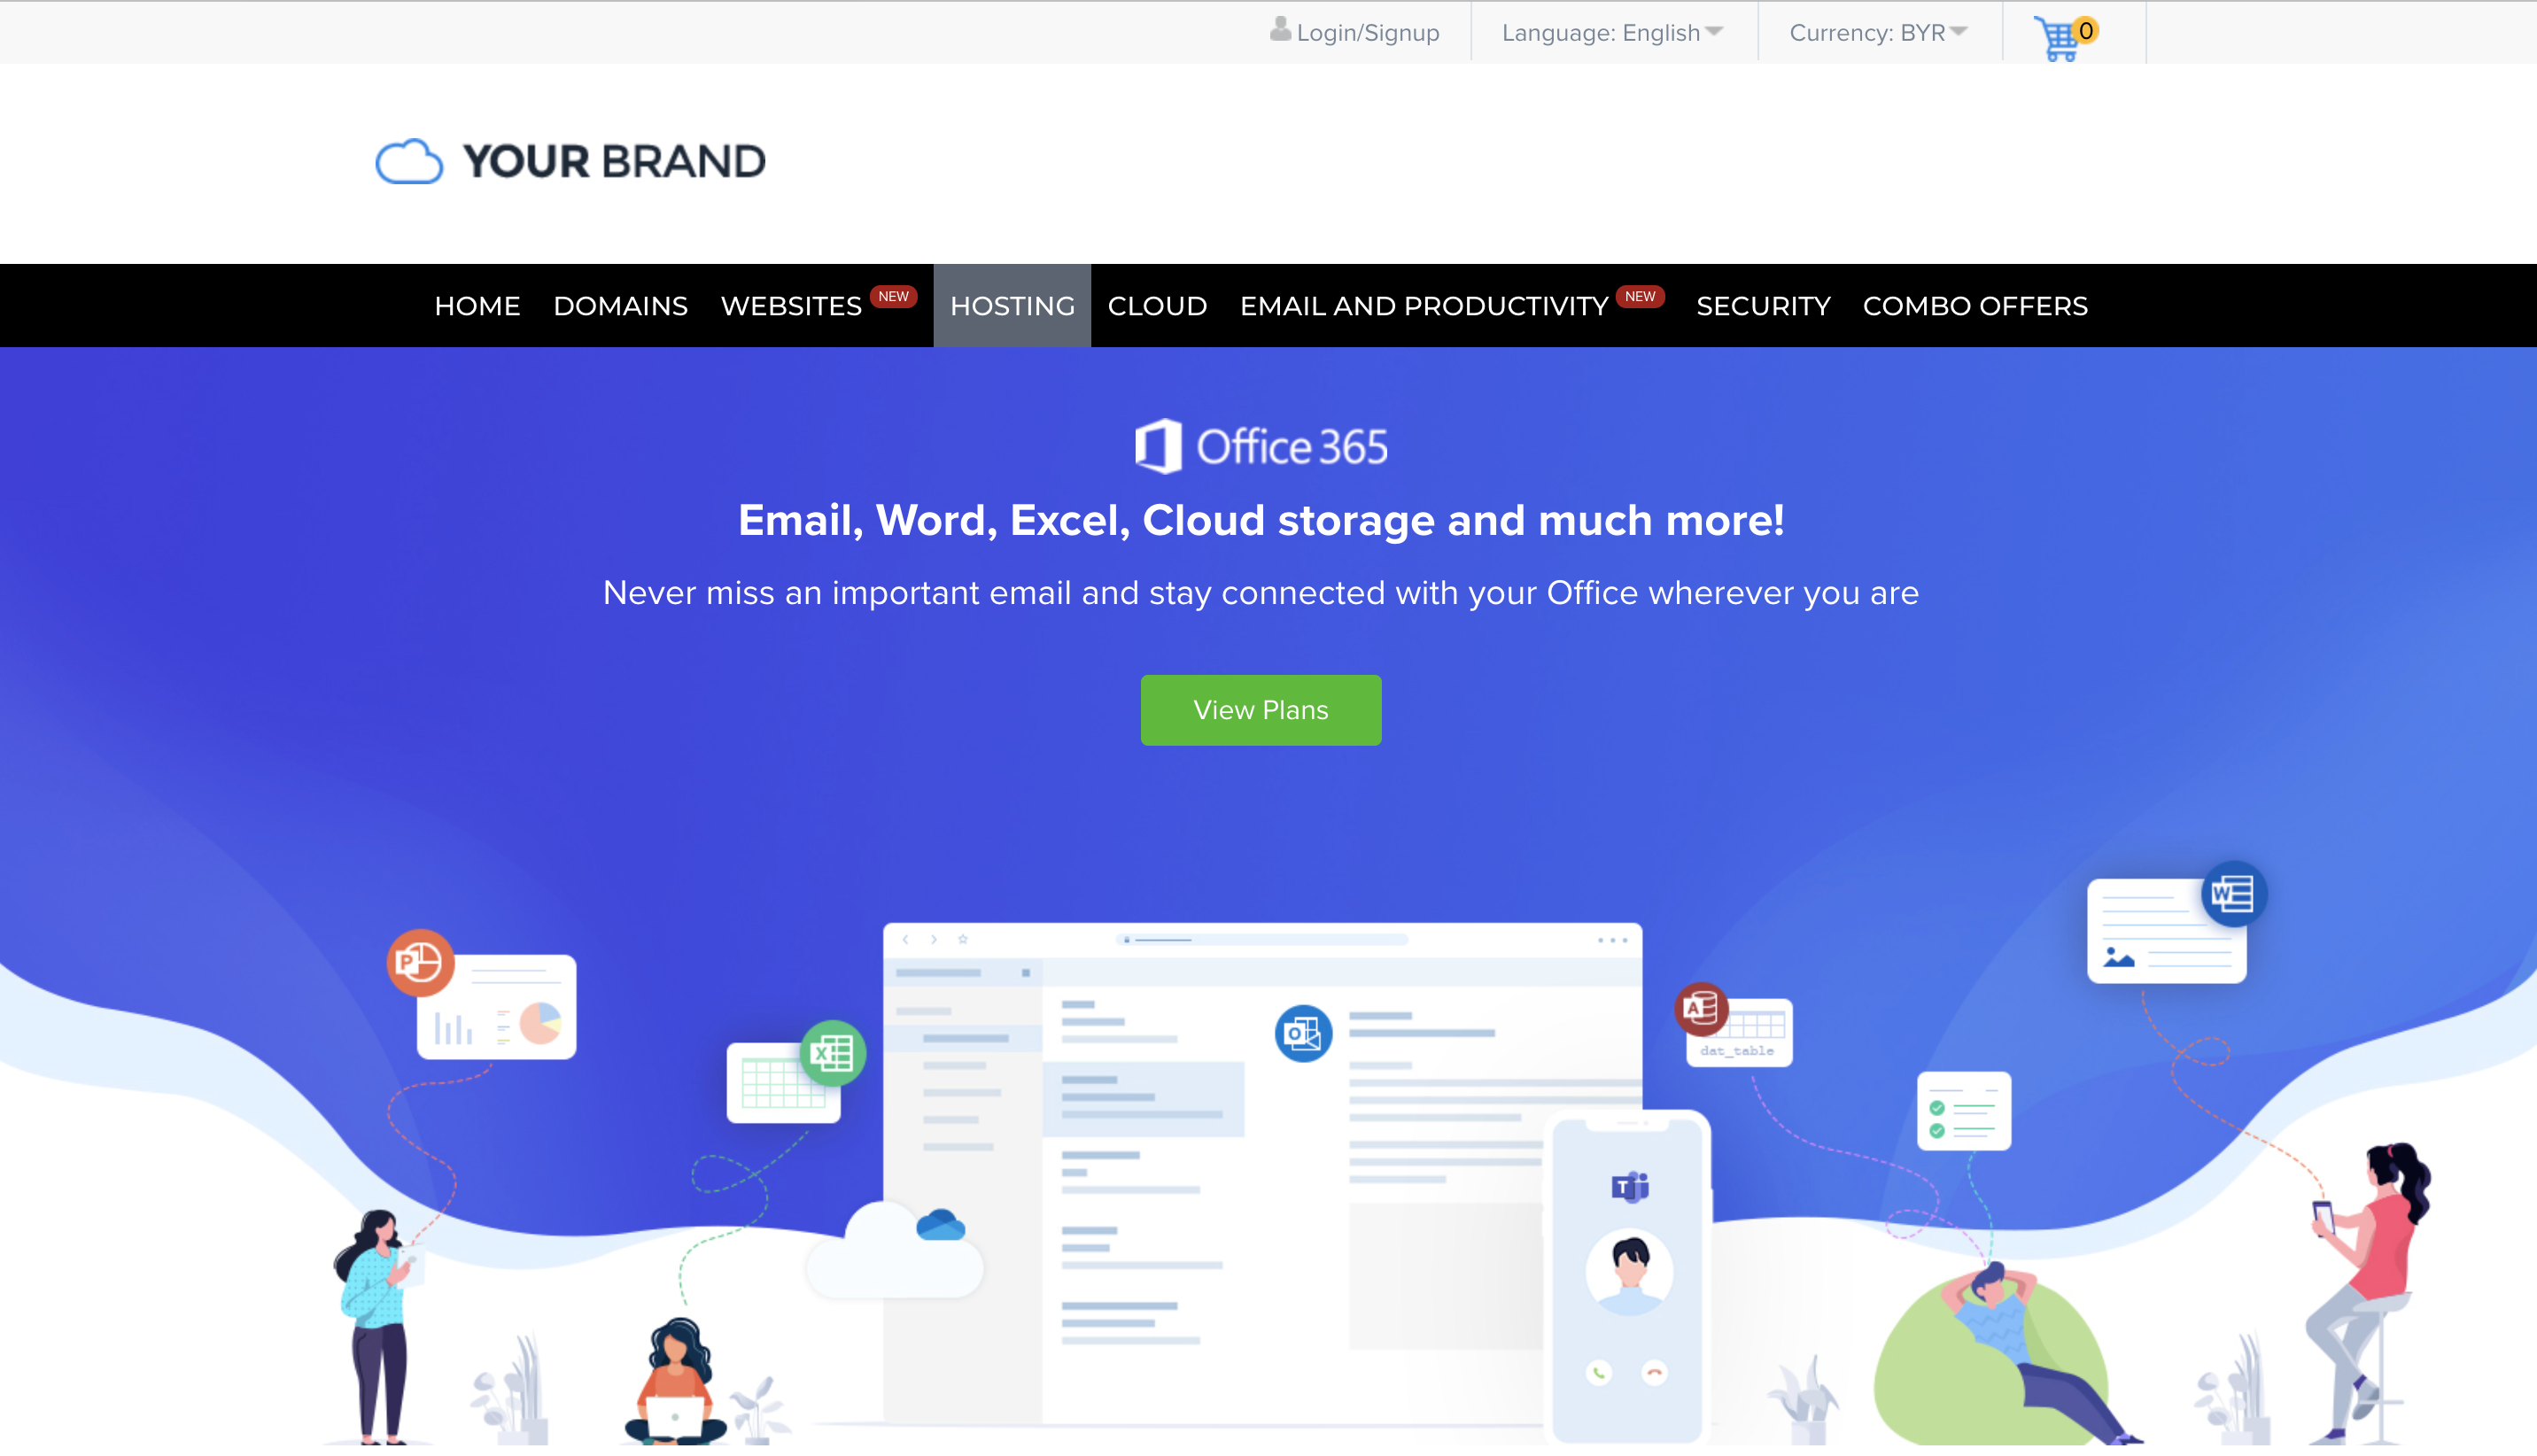 Login/Signup
Language: English
Currency: BYR
0
YOUR BRAND
HOME
DOMAINS
WEBSITES NEW
HOSTING
CLOUD
EMAIL AND PRODUCTIVITY NEW
SECURITY
COMBO OFFERS
Office 365
Email, Word, Excel, Cloud storage and much more!
Never miss an important email and stay connected with your Office wherever you are
View Plans
W
P
A
O
dat_table
X
T